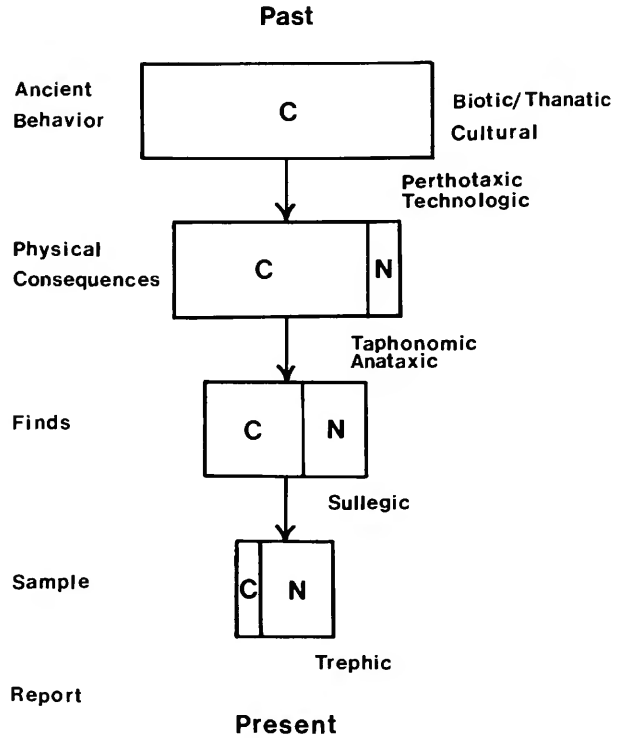 Past
Ancient
Behavior
C
Biotic/Thanatic
Cultural
Perthotaxic
Technologic
Physical
Consequences
C
N
Taphonomic
Anataxic
Finds
C
N
Sullegic
Sample
C
N
Trephic
Report
Present